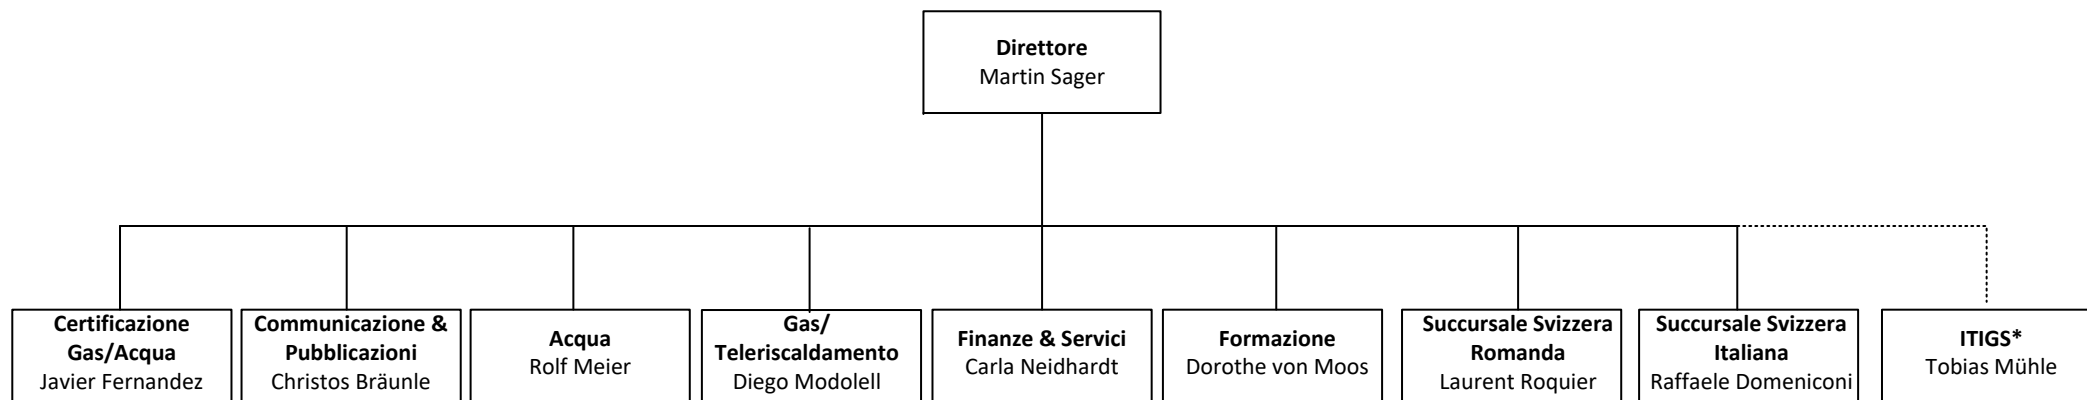 Direttore
Martin Sager
Certificazione
Gas/Acqua
Javier Fernandez
Communicazione &
Pubblicazioni
Christos Bräunle
Acqua
Rolf Meier
Gas/
Teleriscaldamento
Diego Modolell
Finanze & Servici
Carla Neidhardt
Formazione
Dorothe von Moos
Succursale Svizzera
Romanda
Laurent Roquier
Succursale Svizzera
Italiana
Raffaele Domeniconi
ITIGS*
Tobias Mühle